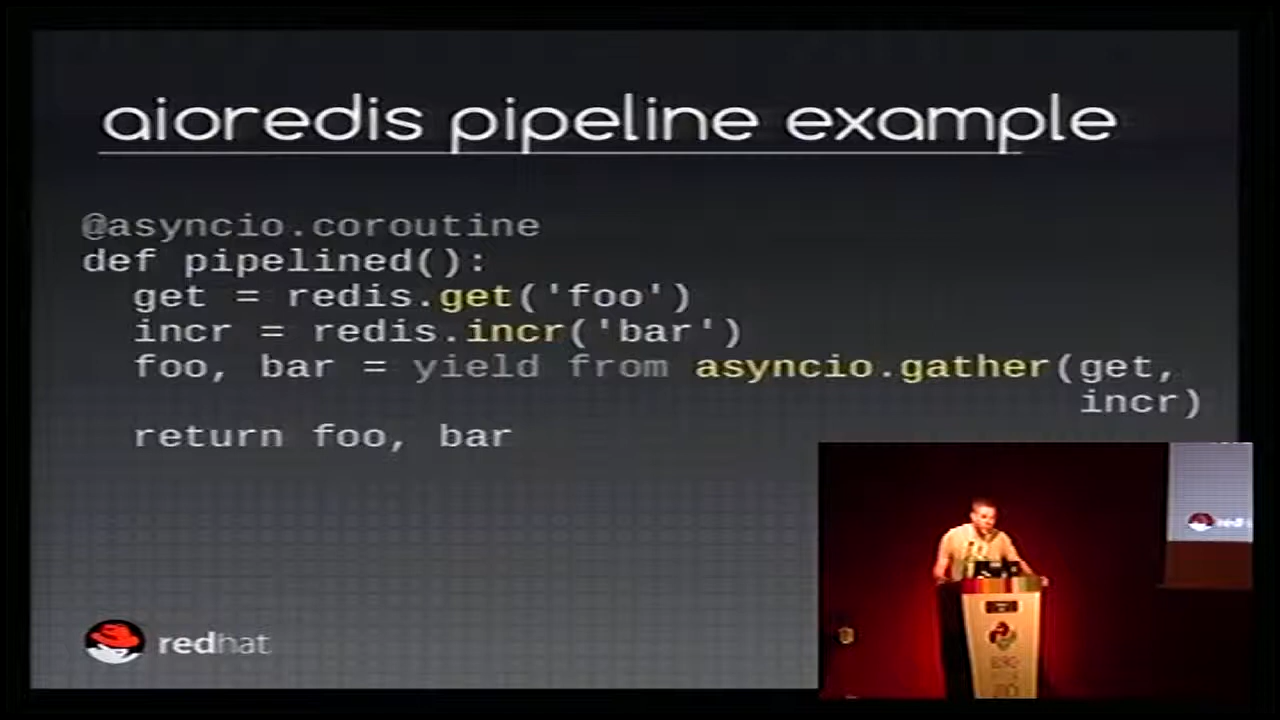 aioredis pipeline example
@asyncio.coroutine
def pipelined():
get = redis.get('foo')
incr = redis.incr('bar')
foo, bar = yield from asyncio.gather(get,
incr)
return foo, bar
redhat